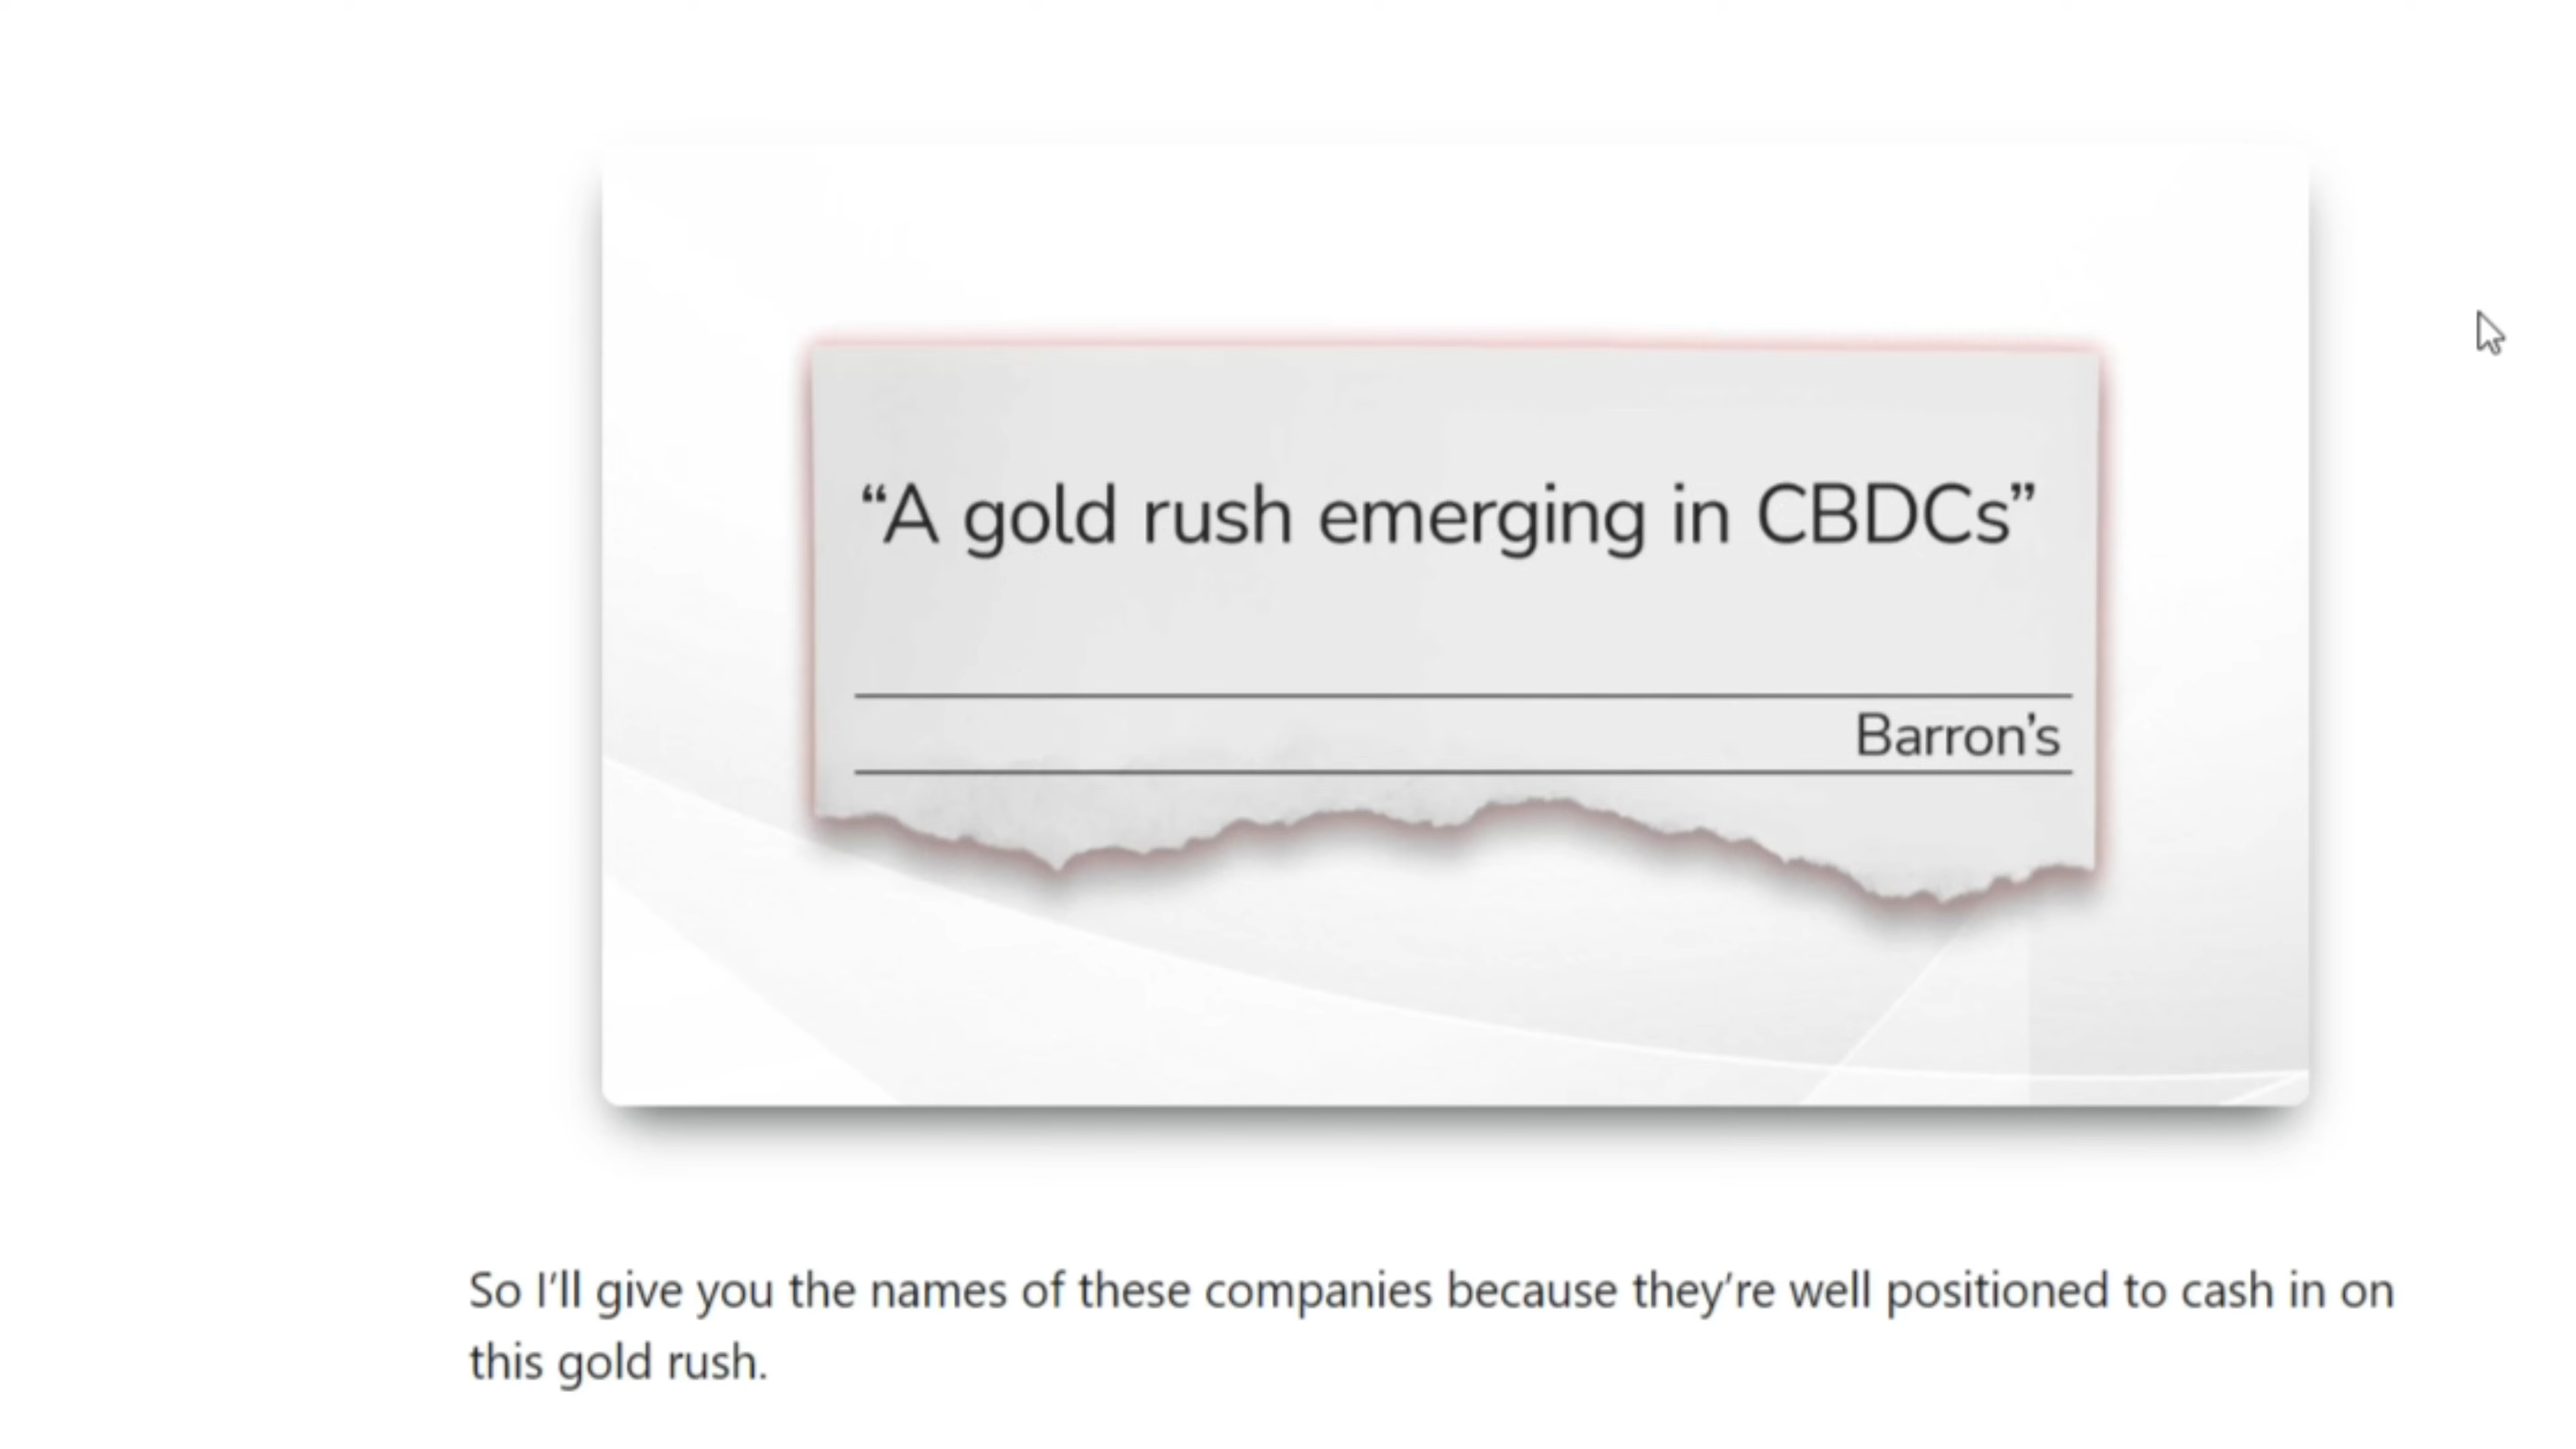 “A gold rush emerging in CBDCs”
Barron’s
So I’ll give you the names of these companies because they’re well positioned to cash in on
this gold rush.